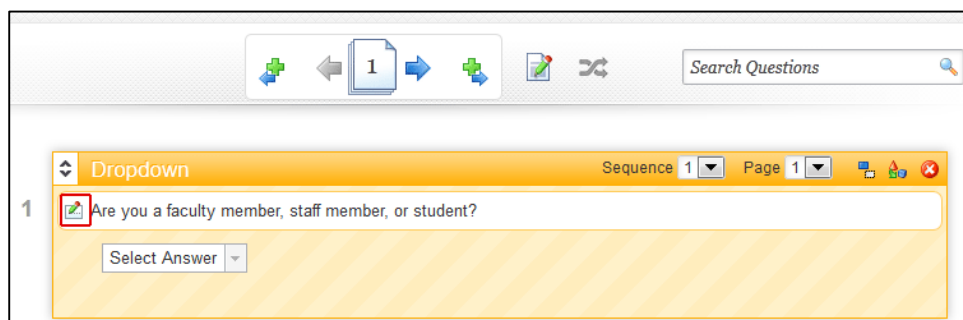 1
Search Questions
Dropdown Sequence 1 Page 1
1 Are you a faculty member, staff member, or student?
Select Answer